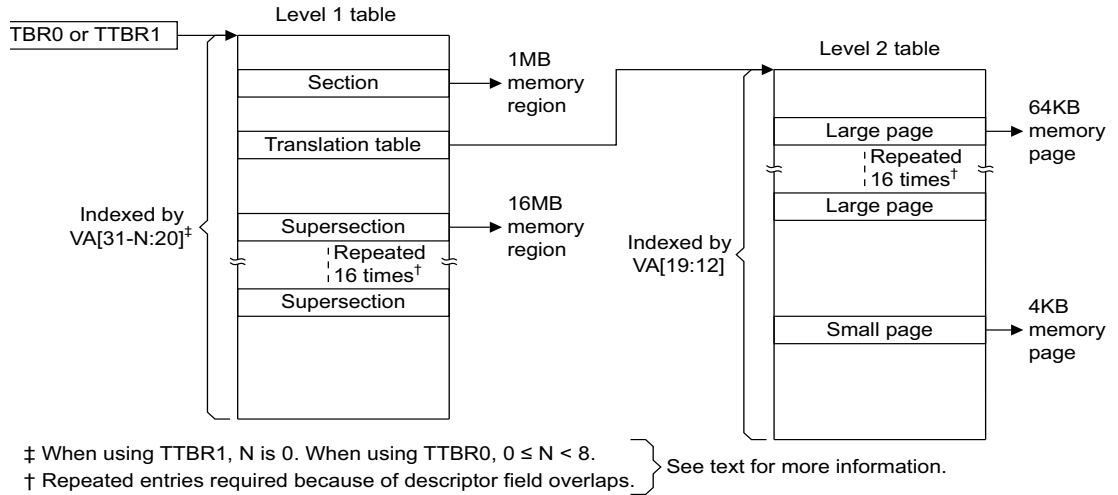 Level 1 table
TBR0 or TTBR1
Section
1MB
memory
region
Translation table
Indexed by
VA[31-N:20]‡
Supersection
16MB
memory
region
Repeated
16 times†
Supersection
Level 2 table
Large page
64KB
memory
page
Repeated
16 times†
Large page
Indexed by
VA[19:12]
Small page
4KB
memory
page
‡ When using TTBR1, N is 0. When using TTBR0, 0 ≤ N < 8.
† Repeated entries required because of descriptor field overlaps.
See text for more information.